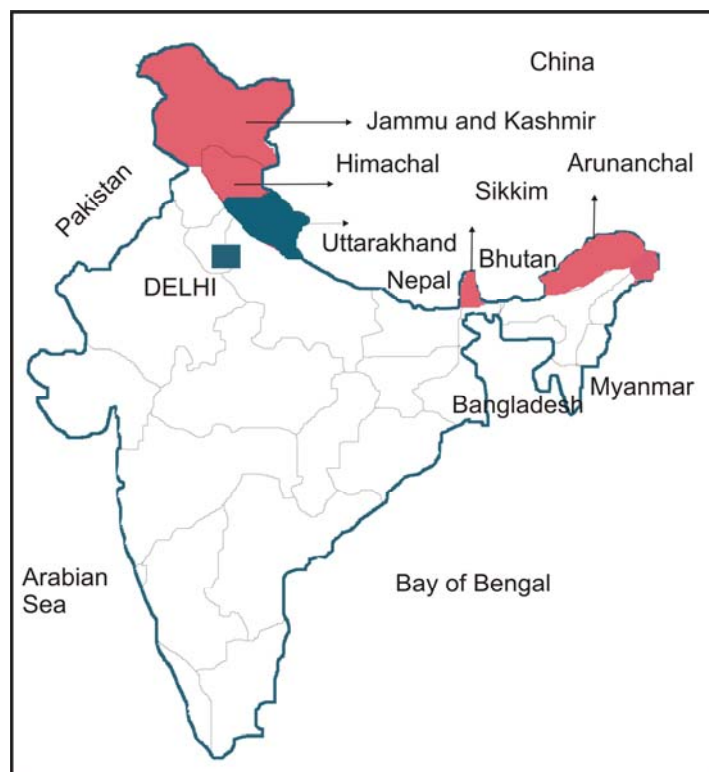 China
Jammu and Kashmir
Himachal
Arunanchal
Sikkim
Pakistan
Uttarakhand
Bhutan
Nepal
DELHI
Myanmar
Bangladesh
Arabian
Sea
Bay of Bengal